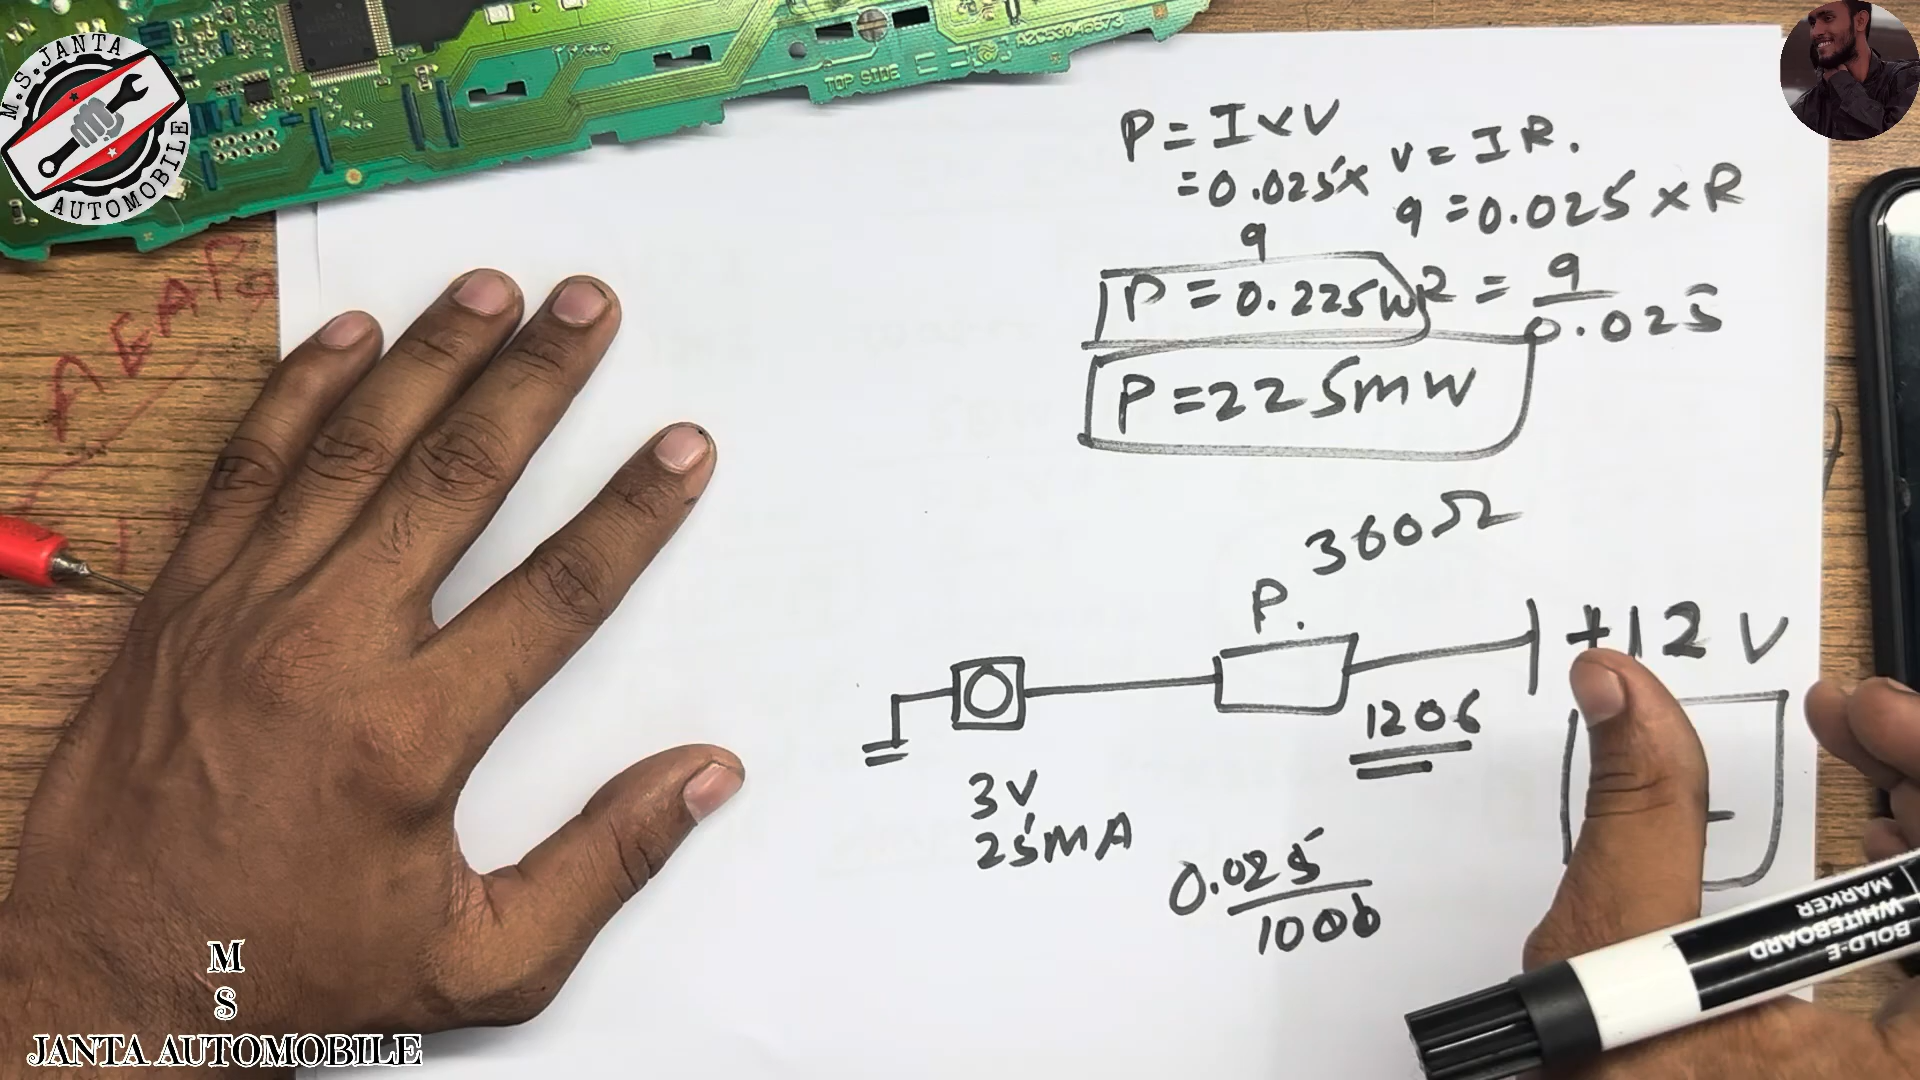 M.S.JANTA
AUTOMOBILE
TOP SIDE
A2C53045573
P = I x V
= 0.025 x
9
V = I R.
9 = 0.025 x R
P = 0.225W
R = 9
0.025
P = 225mW
360Ω
P.
+12V
1206
3V
25MA
0.025
1000
BOLD-E
WHITEBOARD
MARKER
M
S
JANTA AUTOMOBILE